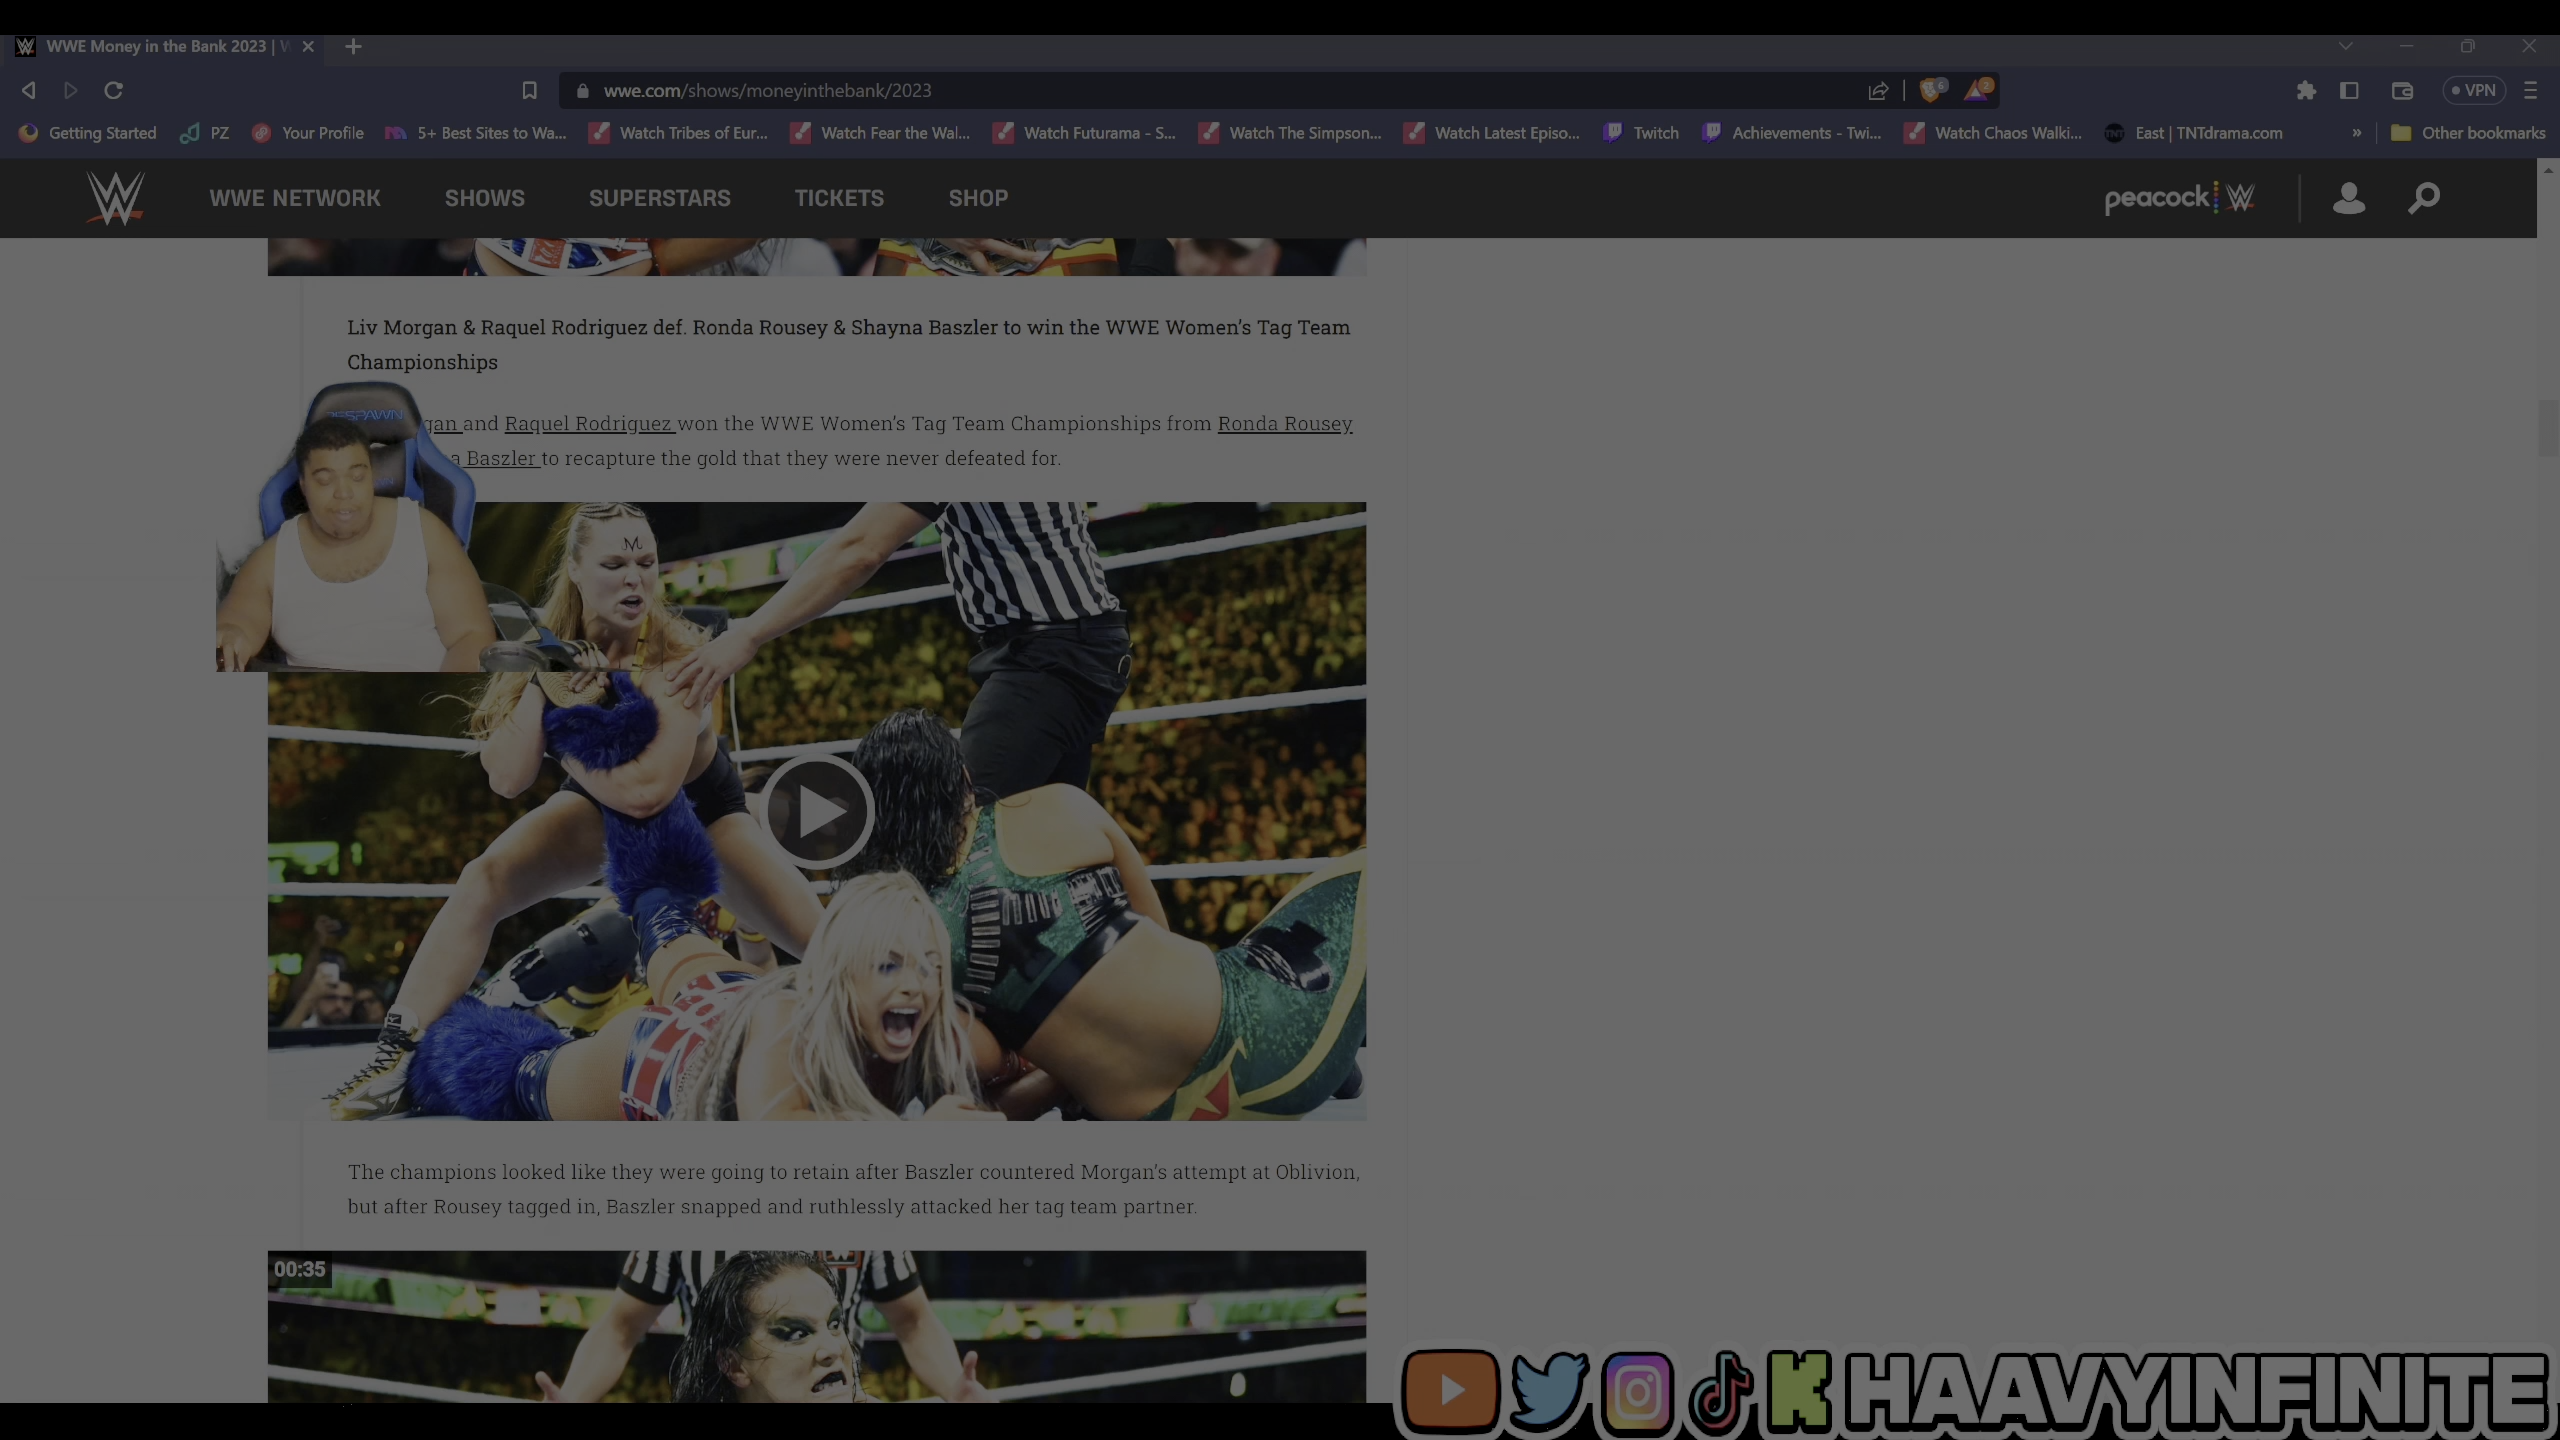 WWE Money in the Bank 2023 | W
wwe.com/shows/moneyinthebank/2023
6
2
VPN
Getting Started
PZ
Your Profile
5+ Best Sites to Wa...
Watch Tribes of Eur...
Watch Fear the Wal...
Watch Futurama - S...
Watch The Simpson...
Watch Latest Episo...
Twitch
Achievements - Twi...
Watch Chaos Walki...
TNT
East | TNTdrama.com
»
Other bookmarks
WWE NETWORK
SHOWS
SUPERSTARS
TICKETS
SHOP
peacock
Liv Morgan & Raquel Rodriguez def. Ronda Rousey & Shayna Baszler to win the WWE Women’s Tag Team
Championships
gan and Raquel Rodriguez won the WWE Women’s Tag Team Championships from Ronda Rousey
a Baszler to recapture the gold that they were never defeated for.
RESPAWN
M
The champions looked like they were going to retain after Baszler countered Morgan’s attempt at Oblivion,
but after Rousey tagged in, Baszler snapped and ruthlessly attacked her tag team partner.
00:35
K HAAVYINFINITE